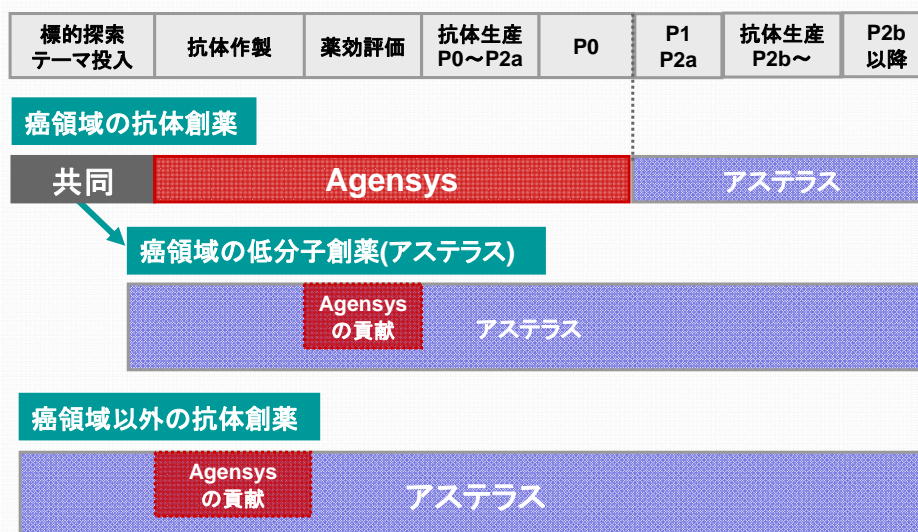 標的探索
テーマ投入
抗体作製
薬効評価
抗体生産
P0～P2a
P0
P1
P2a
抗体生産
P2b～
P2b
以降
癌領域の抗体創薬
共同
Agensys
アステラス
癌領域の低分子創薬(アステラス)
Agensys
の貢献
アステラス
癌領域以外の抗体創薬
Agensys
の貢献
アステラス